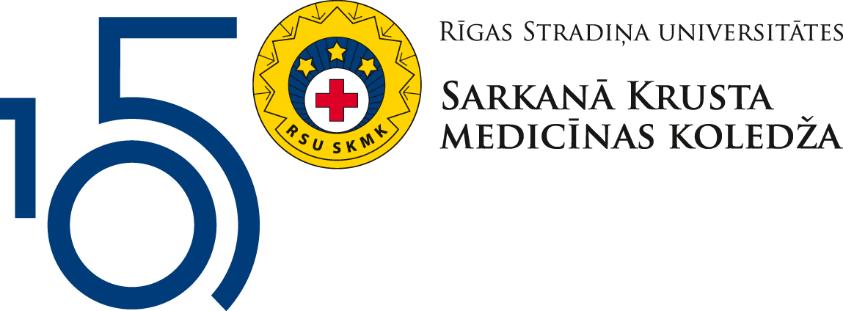 150
RSU SKMK
RĪGAS STRADIŅA UNIVERSITĀTES
SARKANĀ KRUSTA
MEDICĪNAS KOLEDŽA